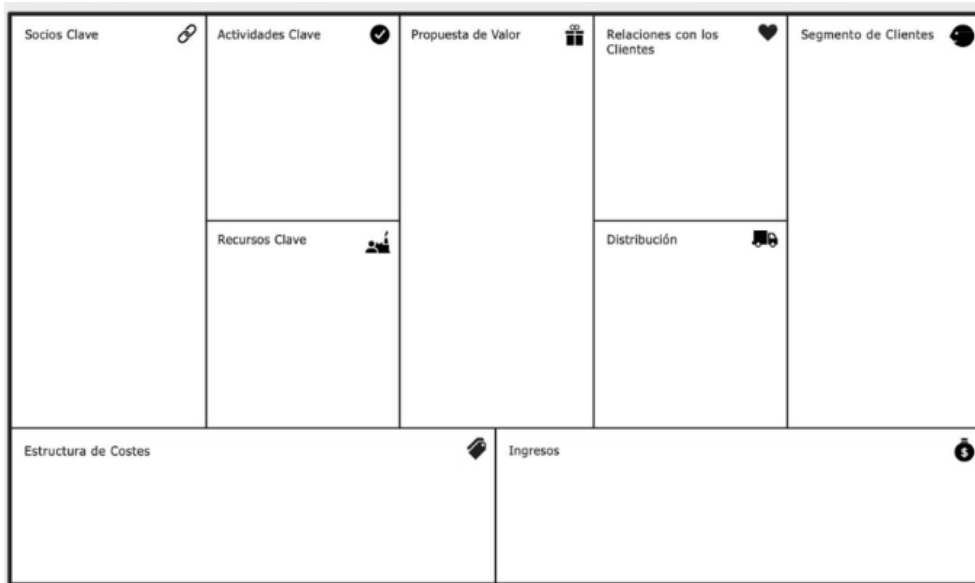 Socios Clave
Actividades Clave
Propuesta de Valor
Relaciones con los
Clientes
Segmento de Clientes
Recursos Clave
Distribución
Estructura de Costes
Ingresos
$